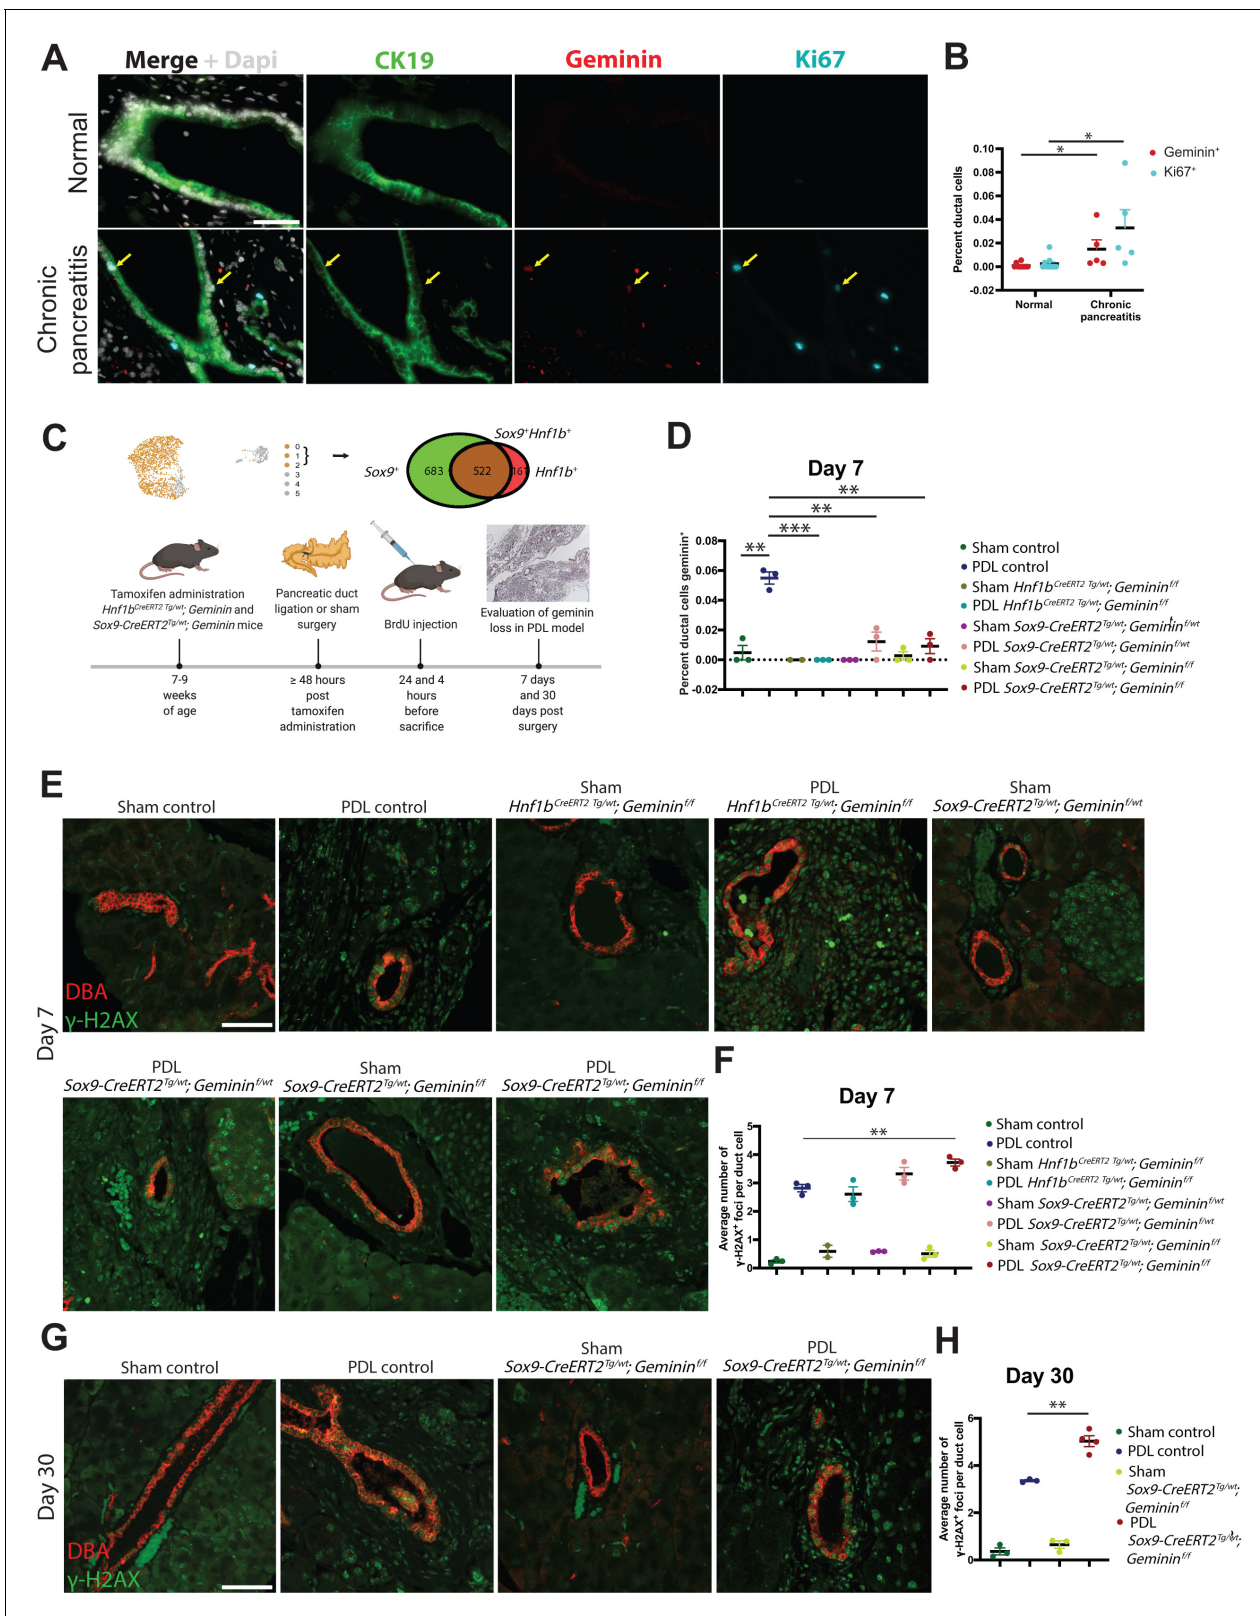 A
Merge + Dapi
CK19
Geminin
Ki67
Normal
Chronic
pancreatitis
B
Percent ductal cells
0.10
0.08
0.06
0.04
0.02
0.00
-0.02
*
*
Normal
Chronic
pancreatitis
Geminin⁺
Ki67⁺
C
0
1
2
3
4
5
Sox9⁺Hnf1b⁺
Sox9⁺
683
522
161
Hnf1b⁺
Tamoxifen administration
Hnf1b^CreERT2 Tg/wt; Geminin and
Sox9-CreERT2^Tg/wt; Geminin mice
Pancreatic duct
ligation or sham
surgery
BrdU injection
Evaluation of geminin
loss in PDL model
7-9
weeks
of age
≥ 48 hours
post
tamoxifen
administration
24 and 4
hours
before
sacrifice
7 days
and 30
days post
surgery
D
Day 7
Percent ductal cells geminin⁺
0.08
0.06
0.04
0.02
0.00
-0.02
**
**
***
**
Sham control
PDL control
Sham Hnf1b^CreERT2 Tg/wt; Geminin^f/f
PDL Hnf1b^CreERT2 Tg/wt; Geminin^f/f
Sham Sox9-CreERT2^Tg/wt; Geminin^f/wt
PDL Sox9-CreERT2^Tg/wt; Geminin^f/wt
Sham Sox9-CreERT2^Tg/wt; Geminin^f/f
PDL Sox9-CreERT2^Tg/wt; Geminin^f/f
E
Day 7
Sham control
PDL control
Sham
Hnf1b^CreERT2 Tg/wt; Geminin^f/f
PDL
Hnf1b^CreERT2 Tg/wt; Geminin^f/f
Sham
Sox9-CreERT2^Tg/wt; Geminin^f/wt
DBA
γ-H2AX
PDL
Sox9-CreERT2^Tg/wt; Geminin^f/wt
Sham
Sox9-CreERT2^Tg/wt; Geminin^f/f
PDL
Sox9-CreERT2^Tg/wt; Geminin^f/f
F
Day 7
Average number of
γ-H2AX⁺ foci per duct cell
5
4
3
2
1
0
**
Sham control
PDL control
Sham Hnf1b^CreERT2 Tg/wt; Geminin^f/f
PDL Hnf1b^CreERT2 Tg/wt; Geminin^f/f
Sham Sox9-CreERT2^Tg/wt; Geminin^f/wt
PDL Sox9-CreERT2^Tg/wt; Geminin^f/wt
Sham Sox9-CreERT2^Tg/wt; Geminin^f/f
PDL Sox9-CreERT2^Tg/wt; Geminin^f/f
G
Day 30
Sham control
PDL control
Sham
Sox9-CreERT2^Tg/wt; Geminin^f/f
PDL
Sox9-CreERT2^Tg/wt; Geminin^f/f
DBA
γ-H2AX
H
Day 30
Average number of
γ-H2AX⁺ foci per duct cell
6
4
2
0
**
Sham control
PDL control
Sham
Sox9-CreERT2^Tg/wt;
Geminin^f/f
PDL
Sox9-CreERT2^Tg/wt;
Geminin^f/f